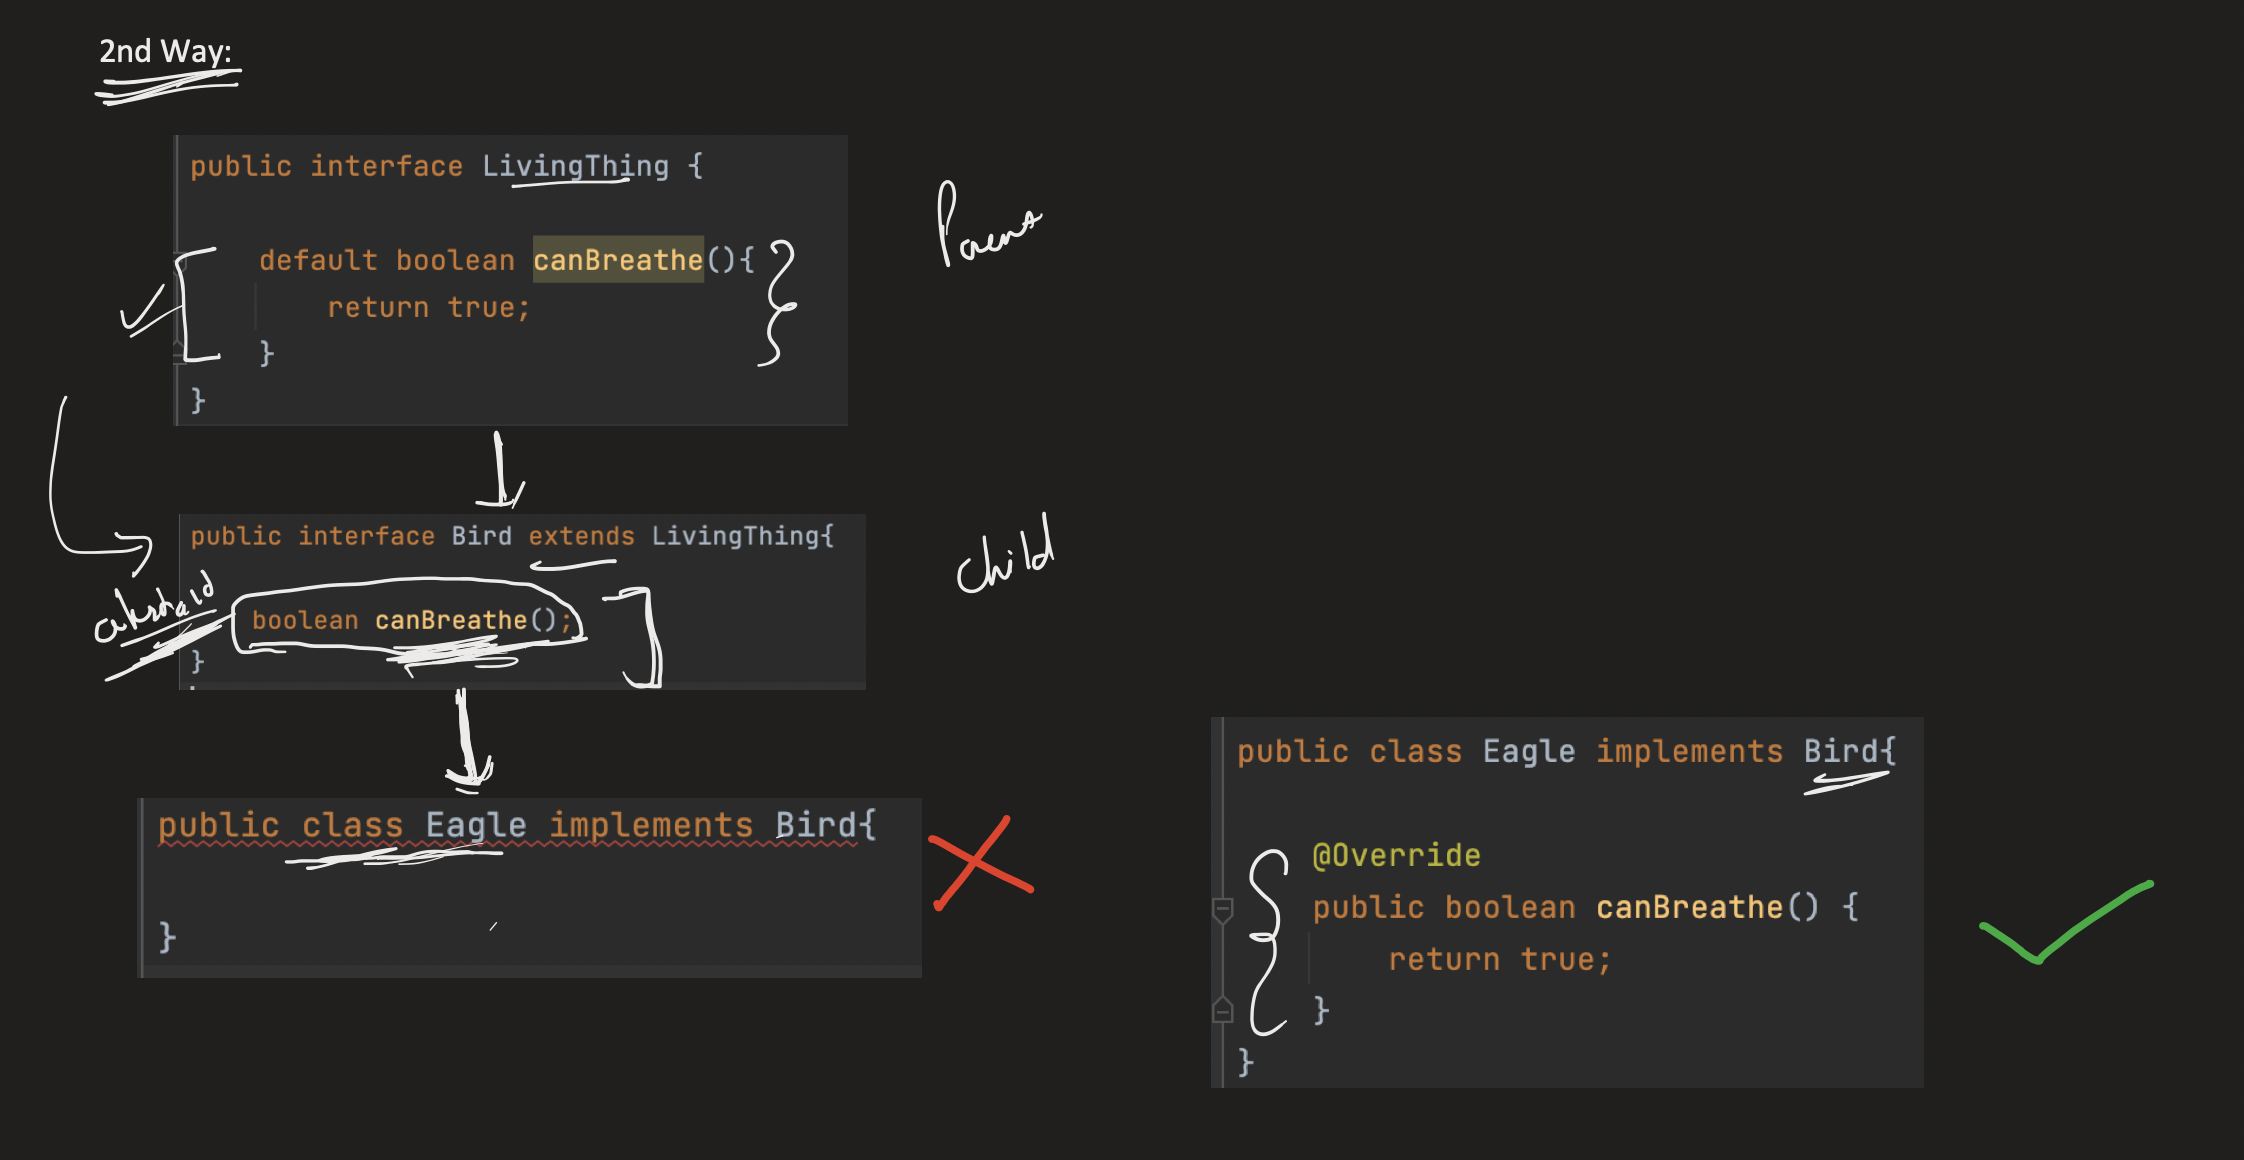 2nd Way:
public interface LivingThing {
default boolean canBreathe(){
return true;
}
}
Parent
public interface Bird extends LivingThing{
boolean canBreathe();
}
Child
public class Eagle implements Bird{
}
public class Eagle implements Bird{
@Override
public boolean canBreathe() {
return true;
}
}